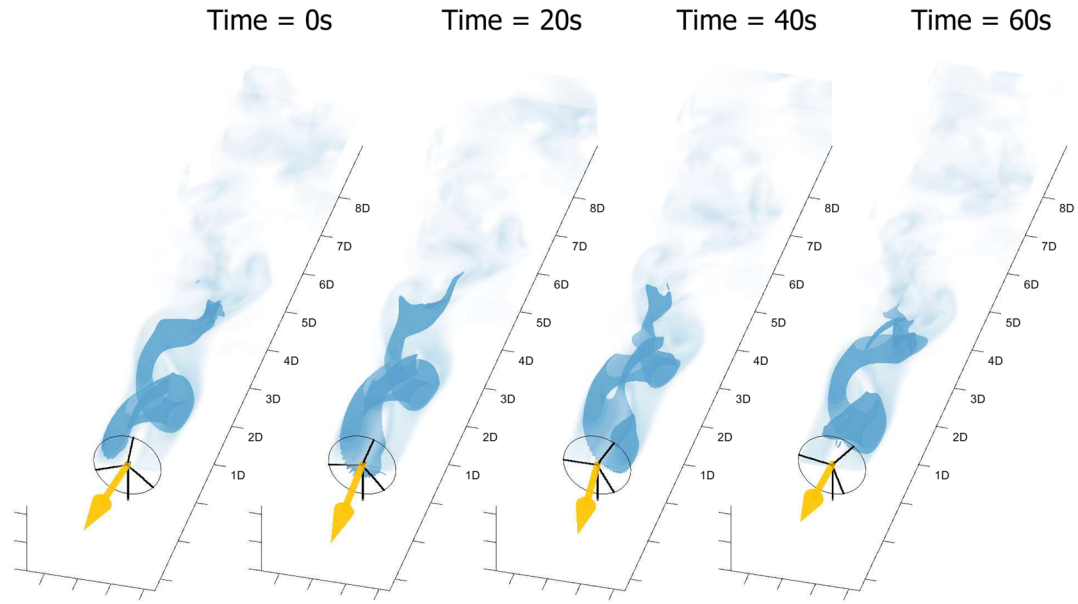 Time = 0s Time = 20s Time = 40s Time = 60s
8D 8D 8D 8D
7D 7D 7D 7D
6D 6D 6D 6D
5D 5D 5D 5D
4D 4D 4D 4D
3D 3D 3D 3D
2D 2D 2D 2D
1D 1D 1D 1D